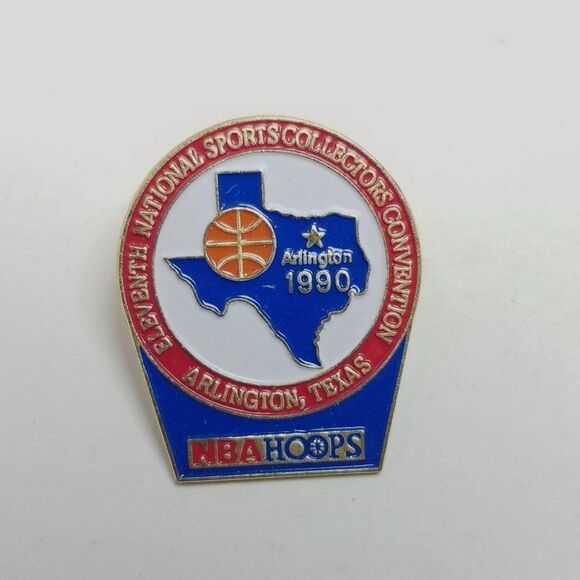 ELEVENTH NATIONAL SPORTS COLLECTORS CONVENTION
Arlington
1990
ARLINGTON, TEXAS
NBA HOOPS